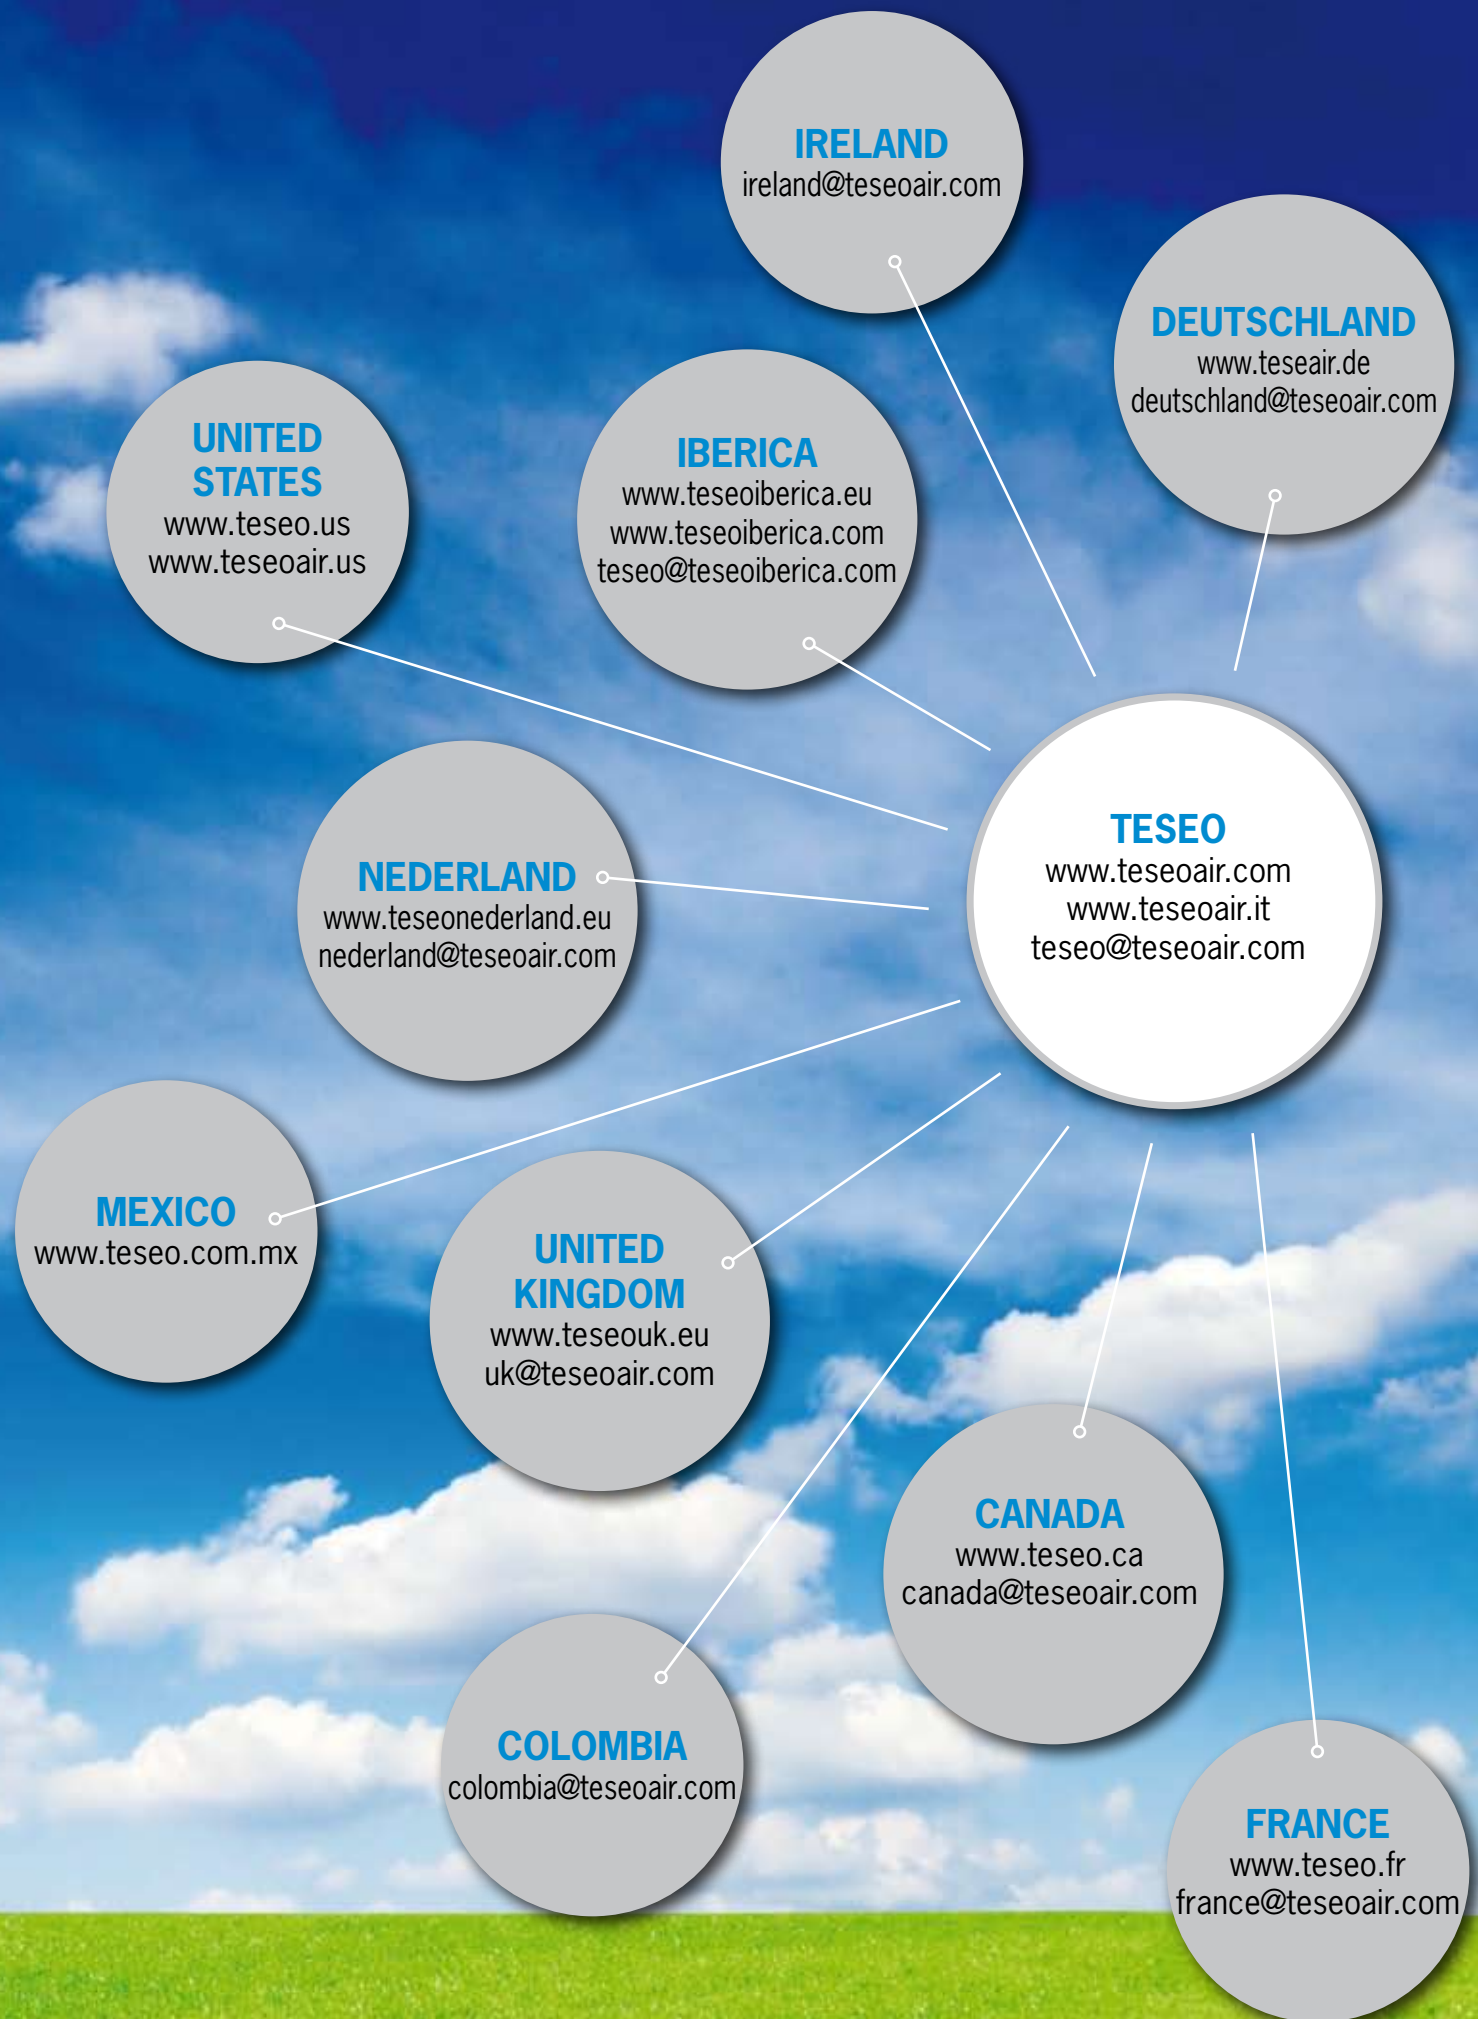 IRELAND
ireland@teseoair.com
DEUTSCHLAND
www.teseair.de
deutschland@teseoair.com
UNITED
STATES
www.teseo.us
www.teseoair.us
IBERICA
www.teseoiberica.eu
www.teseoiberica.com
teseo@teseoiberica.com
TESEO
www.teseoair.com
www.teseoair.it
teseo@teseoair.com
NEDERLAND
www.teseonederland.eu
nederland@teseoair.com
MEXICO
www.teseo.com.mx
UNITED
KINGDOM
www.teseouk.eu
uk@teseoair.com
CANADA
www.teseo.ca
canada@teseoair.com
COLOMBIA
colombia@teseoair.com
FRANCE
www.teseo.fr
france@teseoair.com